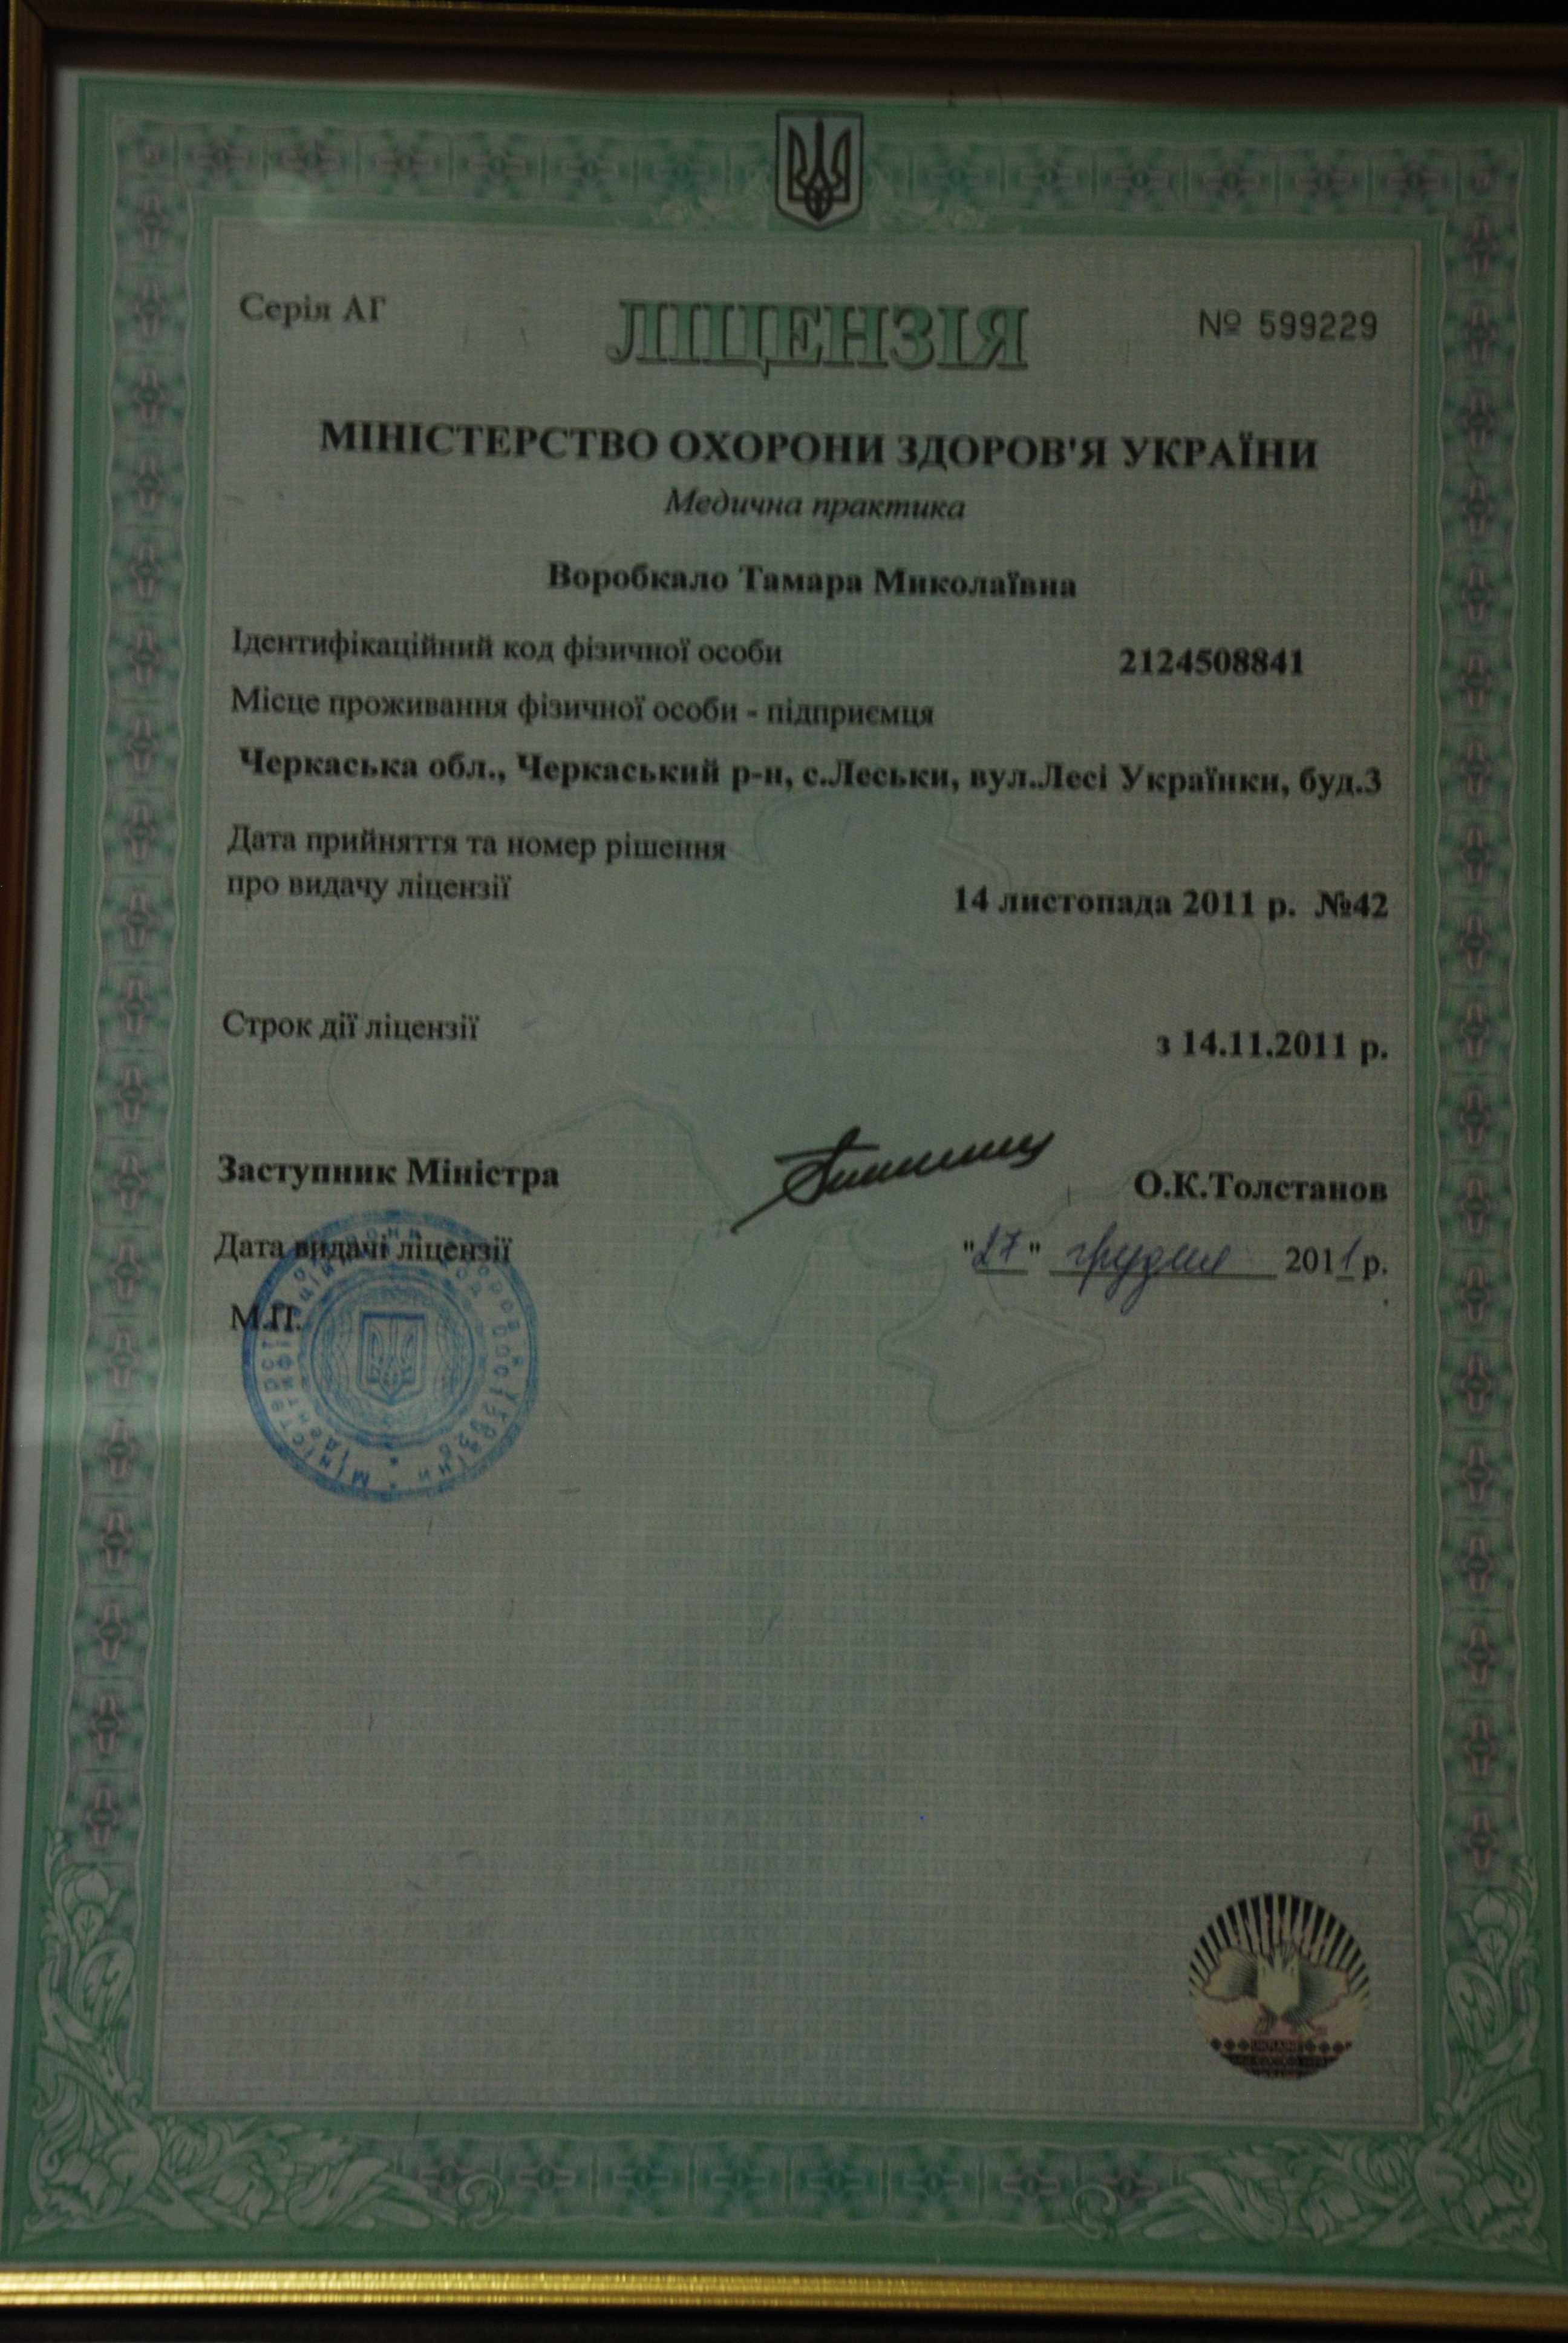 Серія АГ
ЛІЦЕНЗІЯ
№ 599229
МІНІСТЕРСТВО ОХОРОНИ ЗДОРОВ'Я УКРАЇНИ
Медична практика
Воробкало Тамара Миколаївна
Ідентифікаційний код фізичної особи 2124508841
Місце проживання фізичної особи - підприємця
Черкаська обл., Черкаський р-н, с.Леськи, вул.Лесі Українки, буд.3
Дата прийняття та номер рішення
про видачу ліцензії 14 листопада 2011 р. №42
Строк дії ліцензії з 14.11.2011 р.
Заступник Міністра О.К.Толстанов
Дата видачі ліцензії "27" грудня 2011 р.
М.П.